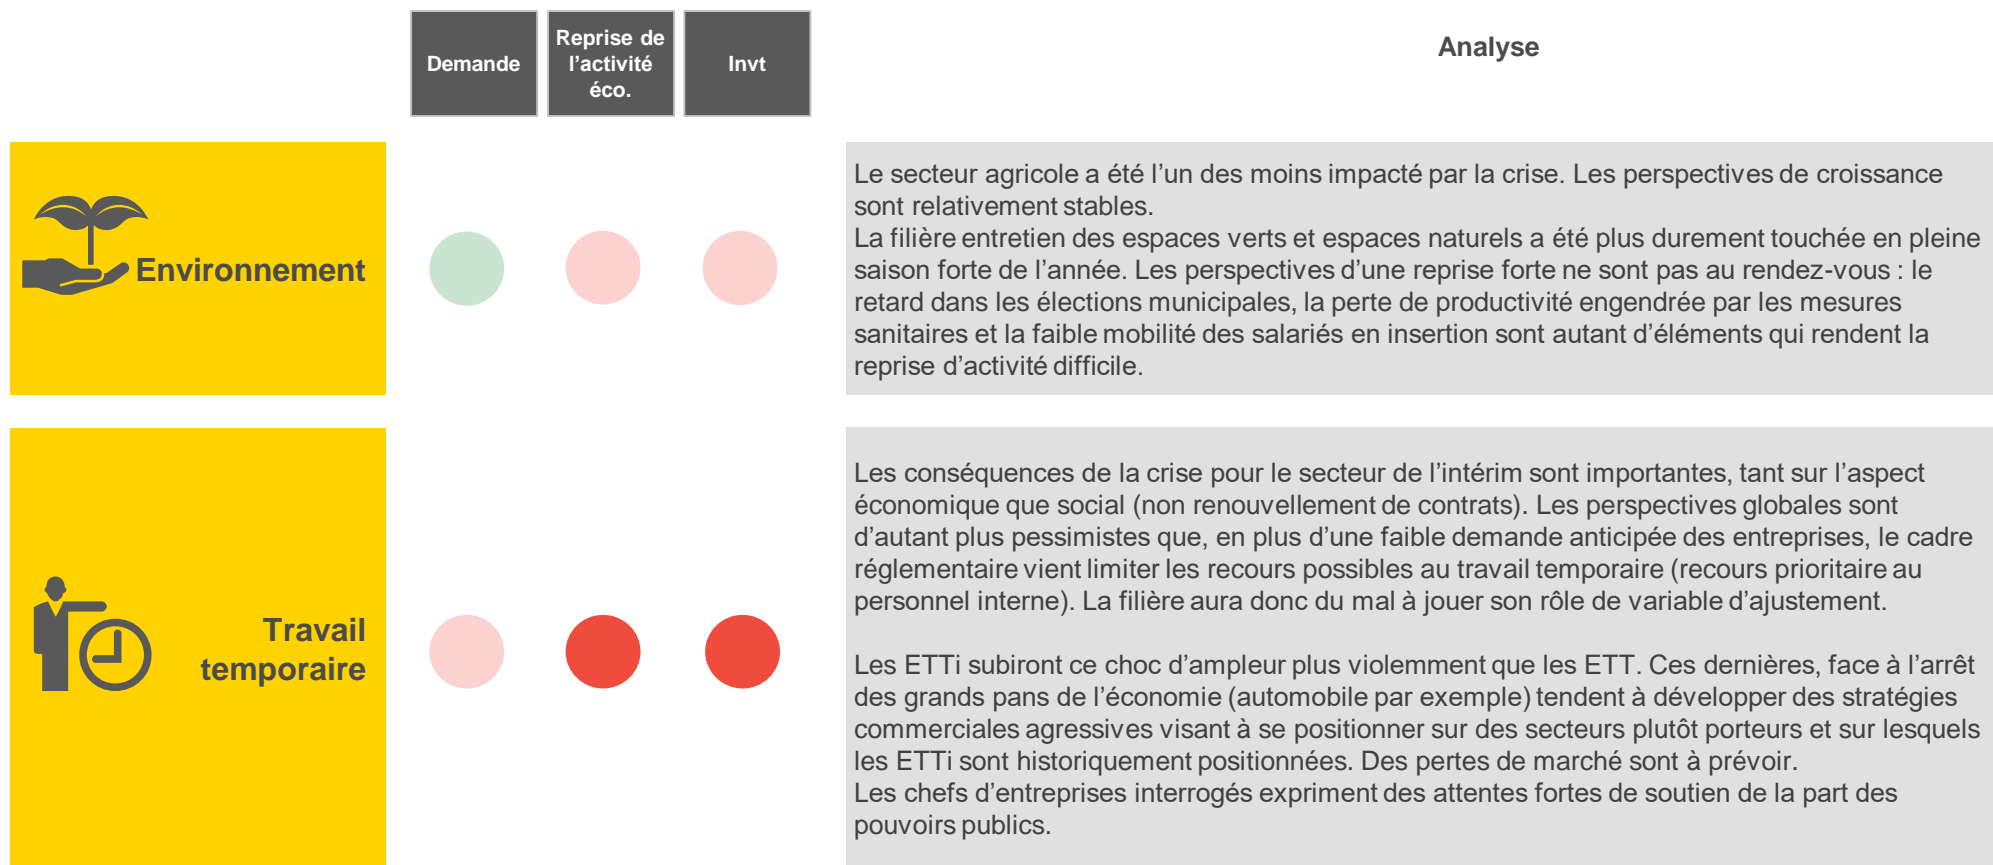 Demande
Reprise de
l’activité
éco.
Invt
Analyse
Environnement
Le secteur agricole a été l’un des moins impacté par la crise. Les perspectives de croissance
sont relativement stables.
La filière entretien des espaces verts et espaces naturels a été plus durement touchée en pleine
saison forte de l’année. Les perspectives d’une reprise forte ne sont pas au rendez-vous : le
retard dans les élections municipales, la perte de productivité engendrée par les mesures
sanitaires et la faible mobilité des salariés en insertion sont autant d’éléments qui rendent la
reprise d’activité difficile.
Travail
temporaire
Les conséquences de la crise pour le secteur de l’intérim sont importantes, tant sur l’aspect
économique que social (non renouvellement de contrats). Les perspectives globales sont
d’autant plus pessimistes que, en plus d’une faible demande anticipée des entreprises, le cadre
réglementaire vient limiter les recours possibles au travail temporaire (recours prioritaire au
personnel interne). La filière aura donc du mal à jouer son rôle de variable d’ajustement.
Les ETTi subiront ce choc d’ampleur plus violemment que les ETT. Ces dernières, face à l’arrêt
des grands pans de l’économie (automobile par exemple) tendent à développer des stratégies
commerciales agressives visant à se positionner sur des secteurs plutôt porteurs et sur lesquels
les ETTi sont historiquement positionnées. Des pertes de marché sont à prévoir.
Les chefs d’entreprises interrogés expriment des attentes fortes de soutien de la part des
pouvoirs publics.